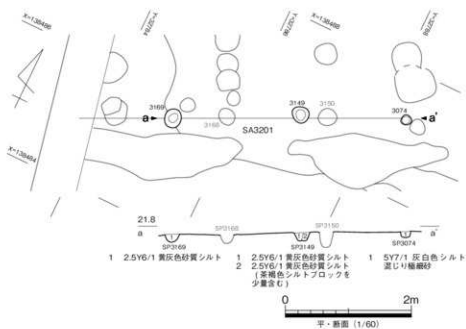 X=-138486
Y=-32784
Y=-32786
X=-138488
Y=-32788
3169
3149
3150
3074
a
3166
a'
SA3201
X=-138484
21.8
a
a'
SP3169
SP3166
SP3149
SP3150
SP3074
1 2.5Y6/1 黄灰色砂質シルト
1 2.5Y6/1 黄灰色砂質シルト
2 2.5Y6/1 黄灰色砂質シルト
(茶褐色シルトブロックを
少量含む)
1 5Y7/1 灰白色シルト
混じり極細砂
0 2m
平・断面 (1/60)